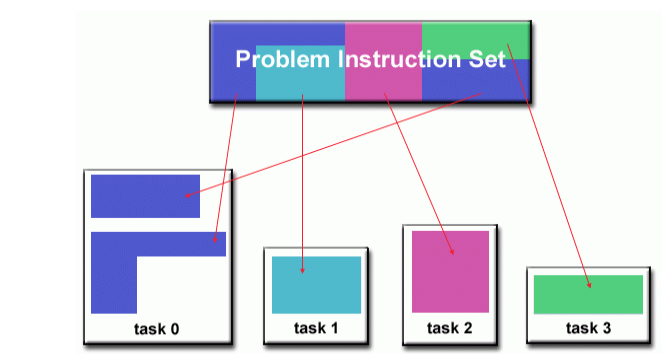 Problem Instruction Set
task 0
task 1
task 2
task 3